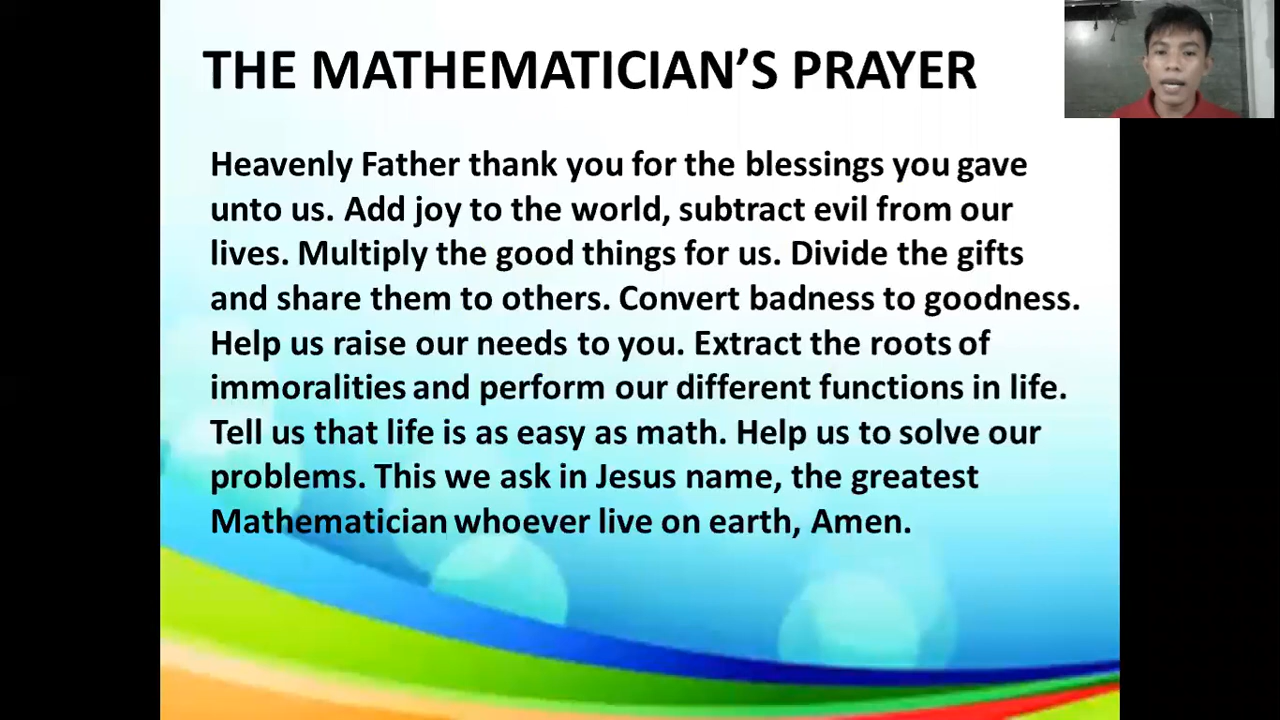 THE MATHEMATICIAN’S PRAYER
Heavenly Father thank you for the blessings you gave
unto us. Add joy to the world, subtract evil from our
lives. Multiply the good things for us. Divide the gifts
and share them to others. Convert badness to goodness.
Help us raise our needs to you. Extract the roots of
immoralities and perform our different functions in life.
Tell us that life is as easy as math. Help us to solve our
problems. This we ask in Jesus name, the greatest
Mathematician whoever live on earth, Amen.